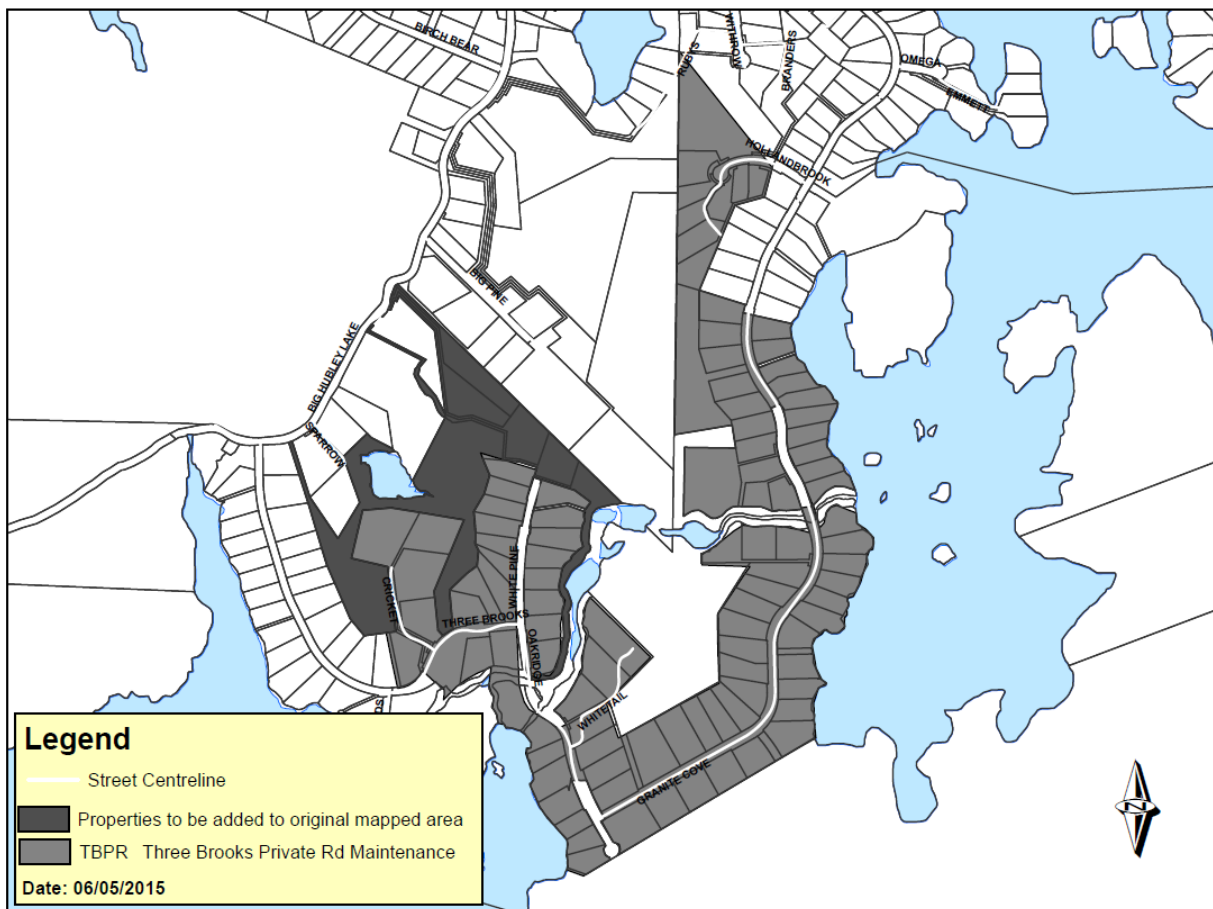 BIRCH BEAR
RUBYS
WITHROW
BRANDERS
OMEGA
EMMETT
HOLLANDBROOK
BIG PINE
BIG HUBLEY LAKE
SPARROW
CRICKET
WHITE PINE
THREE BROOKS
OAKRIDGE
WHITETAIL
GRANITE COVE
DS
Legend
Street Centreline
Properties to be added to original mapped area
TBPR Three Brooks Private Rd Maintenance
Date: 06/05/2015
N